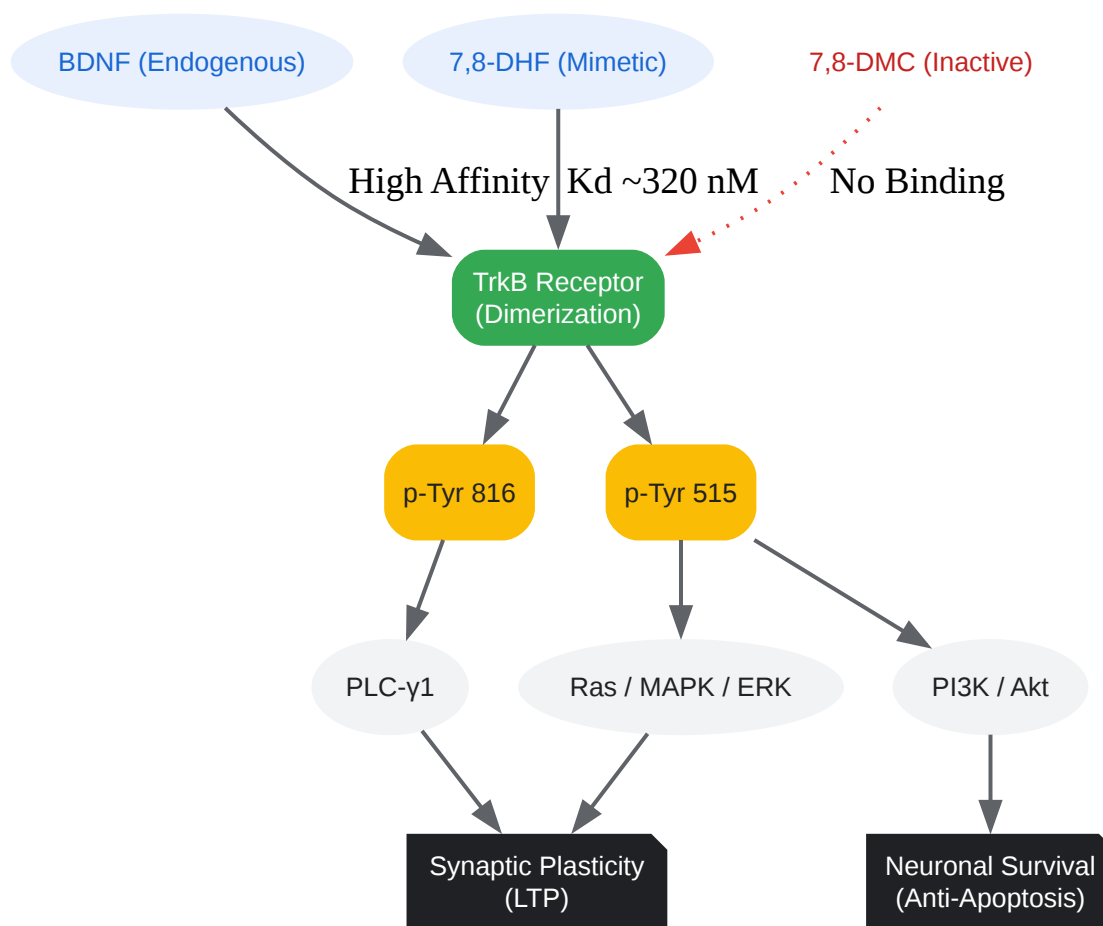 BDNF (Endogenous)
7,8-DHF (Mimetic)
7,8-DMC (Inactive)
High Affinity
Kd ~320 nM
No Binding
TrkB Receptor
(Dimerization)
p-Tyr 816
p-Tyr 515
PLC-γ1
Ras / MAPK / ERK
PI3K / Akt
Synaptic Plasticity
(LTP)
Neuronal Survival
(Anti-Apoptosis)